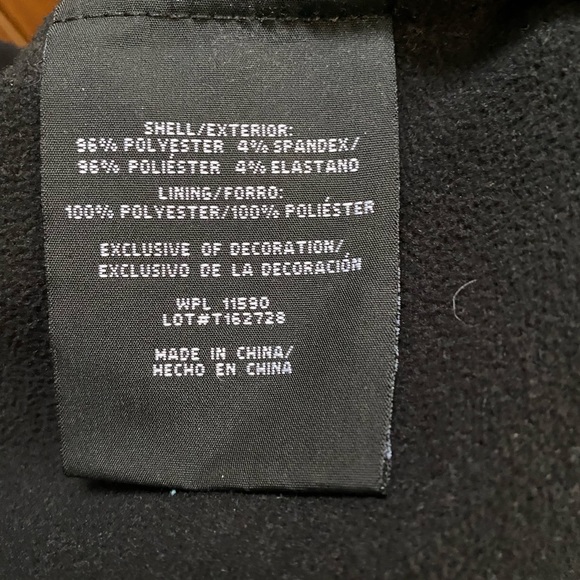 SHELL/EXTERIOR:
96% POLYESTER 4% SPANDEX/
96% POLIÉSTER 4% ELASTANO
LINING/FORRO:
100% POLYESTER/100% POLIÉSTER
EXCLUSIVE OF DECORATION/
EXCLUSIVO DE LA DECORACIÓN
WPL 11590
LOT#T162728
MADE IN CHINA/
HECHO EN CHINA